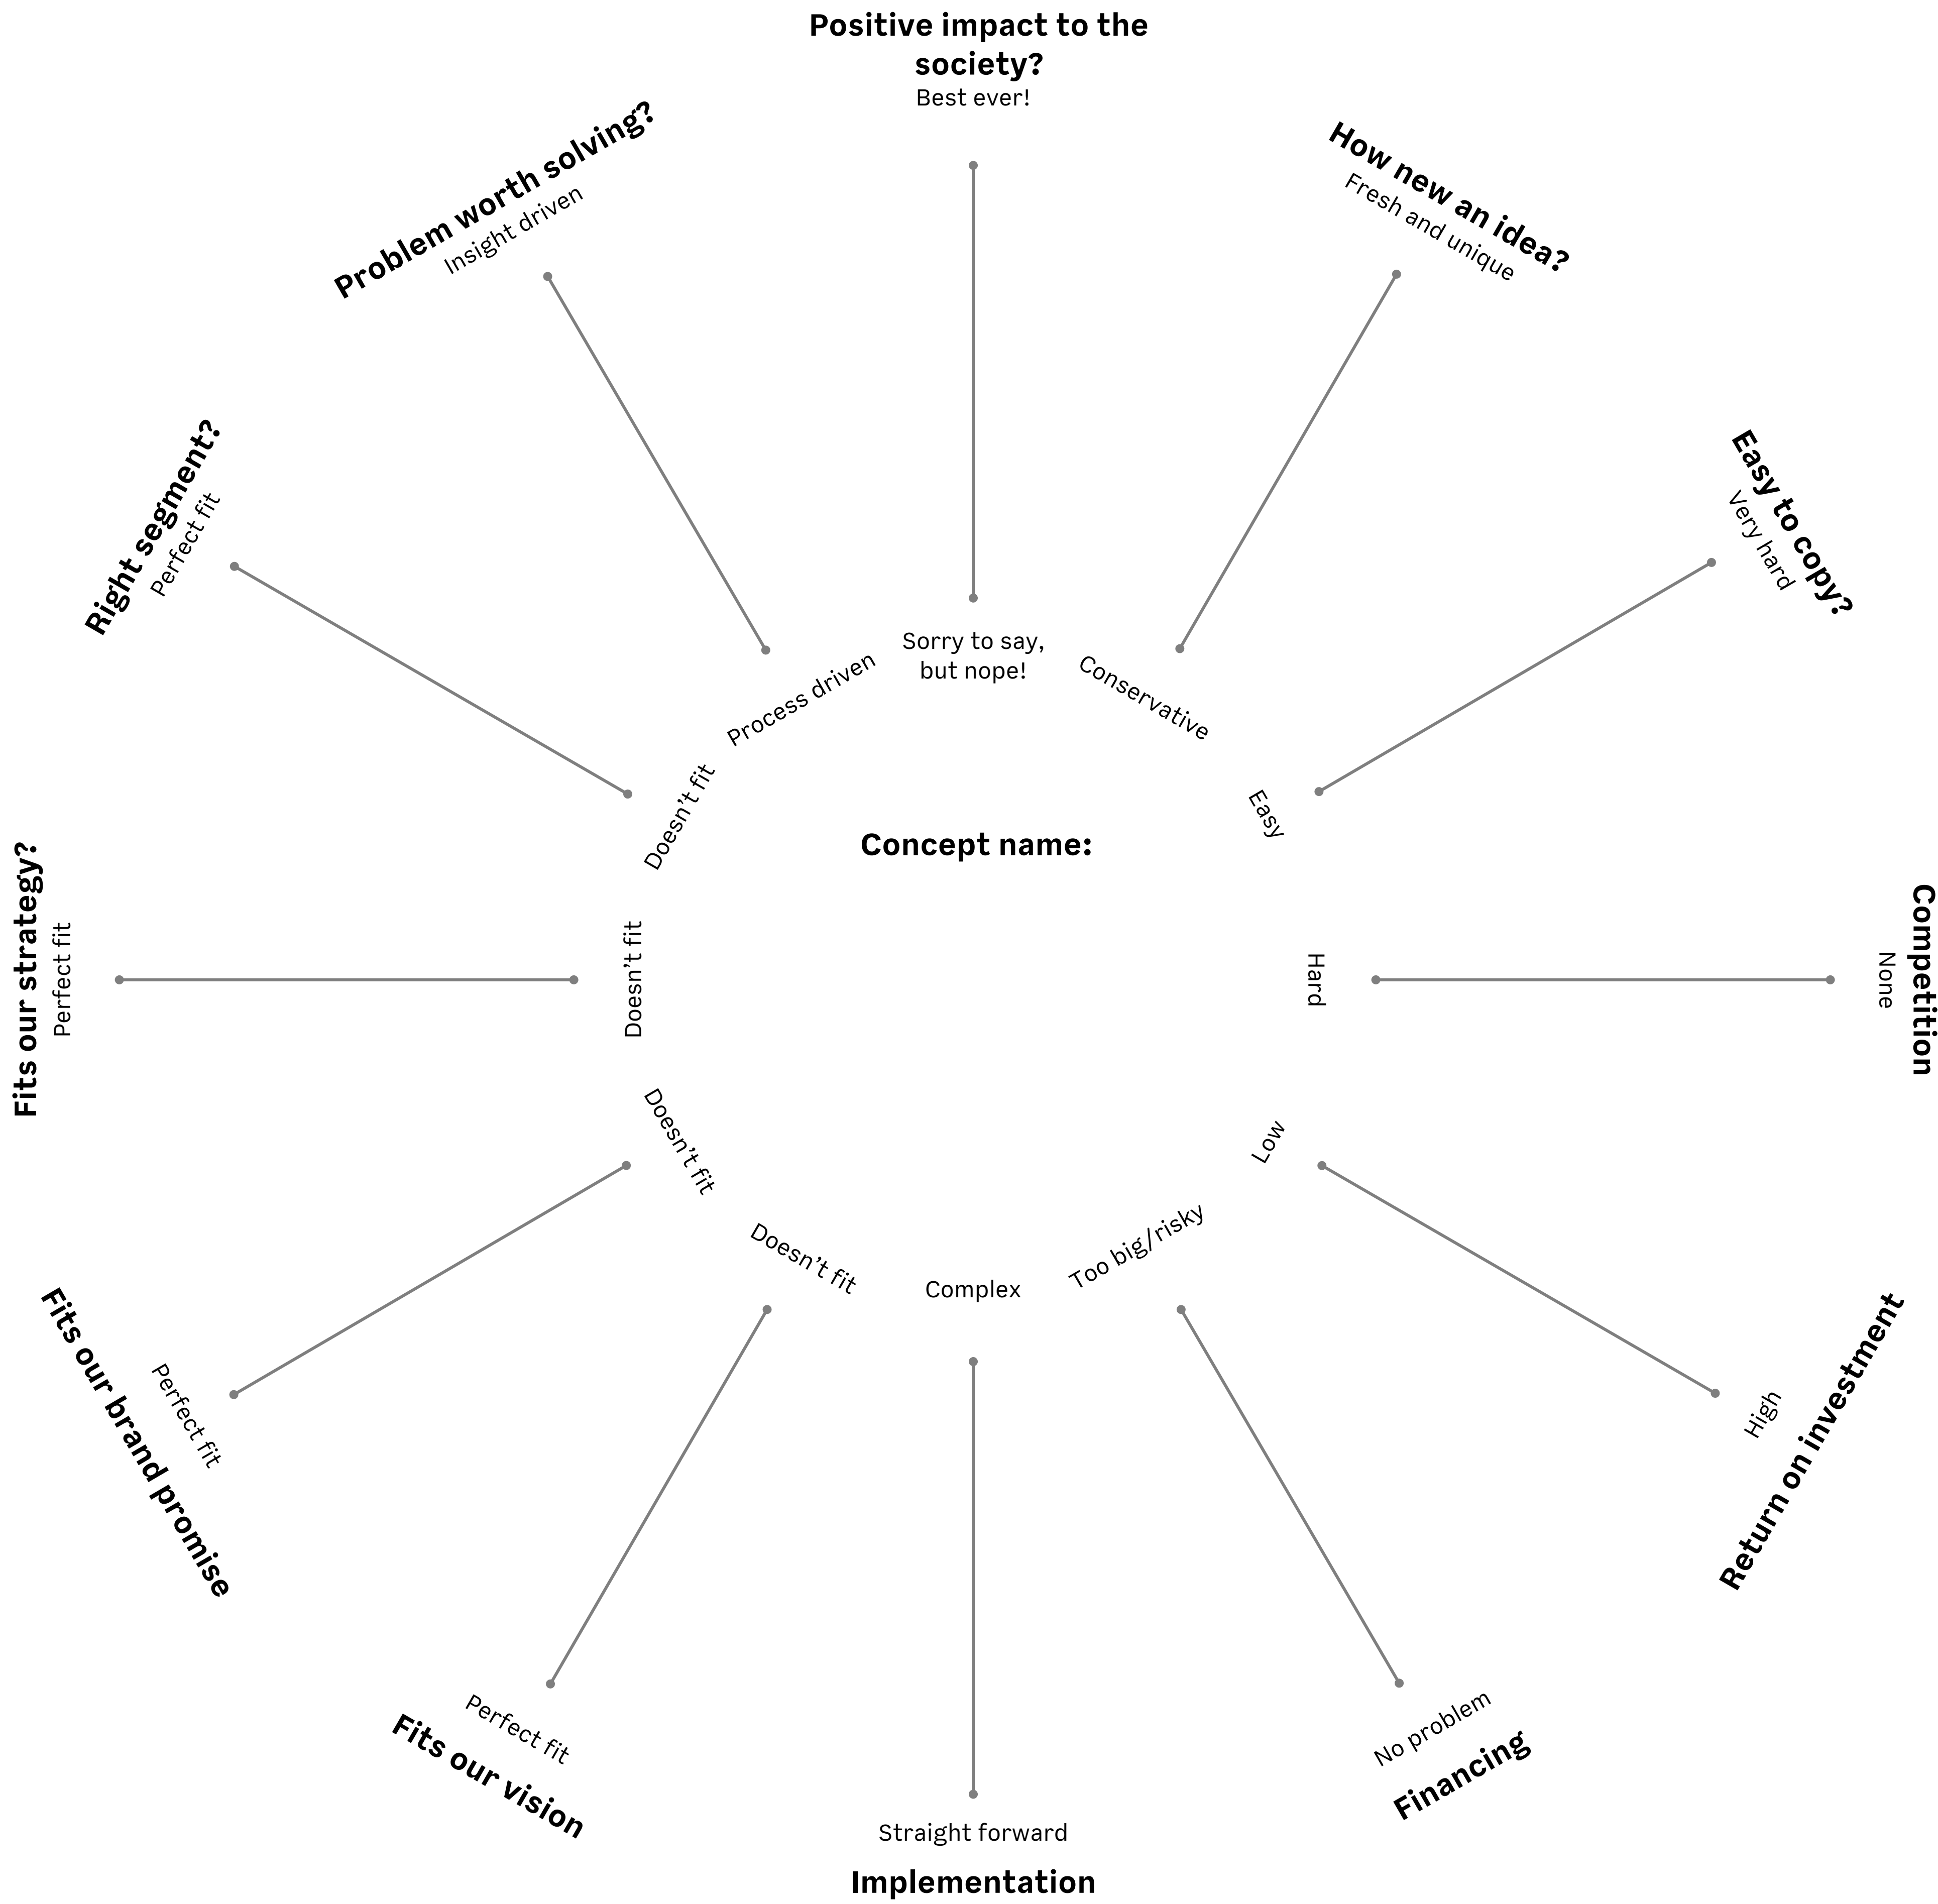 Positive impact to the
society?
Best ever!
Sorry to say,
but nope!
How new an idea?
Fresh and unique
Conservative
Easy to copy?
Very hard
Easy
Competition
None
Hard
Return on investment
High
Low
Financing
No problem
Too big/risky
Implementation
Straight forward
Complex
Fits our vision
Perfect fit
Doesn't fit
Fits our brand promise
Perfect fit
Doesn't fit
Fits our strategy?
Perfect fit
Doesn't fit
Right segment?
Perfect fit
Doesn't fit
Problem worth solving?
Insight driven
Process driven
Concept name: